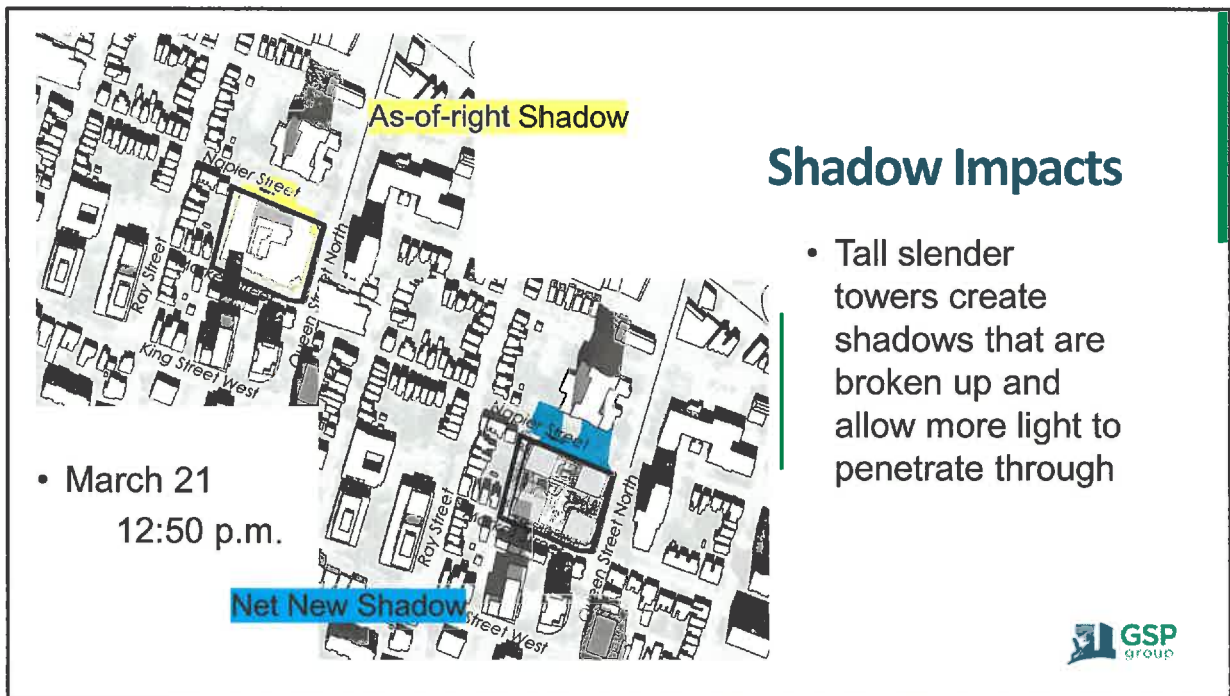 As-of-right Shadow
Shadow Impacts
• Tall slender
towers create
shadows that are
broken up and
allow more light to
penetrate through
Napier Street
Ray Street
Queen Street North
King Street West
• March 21
12:50 p.m.
Napier Street
Ray Street
Queen Street North
Street West
Net New Shadow
GSP
group